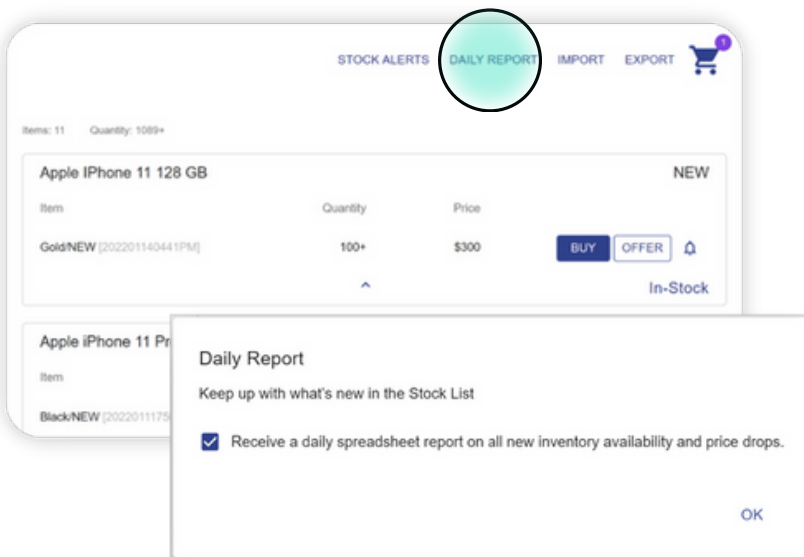 STOCK ALERTS DAILY REPORT IMPORT EXPORT 1
Items: 11 Quantity: 1089+
Apple IPhone 11 128 GB NEW
Item Quantity Price
Gold/NEW [202201140441PM] 100+ $300 BUY OFFER
In-Stock
Apple iPhone 11 Pr
Item
Black/NEW [2022011175
Daily Report
Keep up with what's new in the Stock List
Receive a daily spreadsheet report on all new inventory availability and price drops.
OK